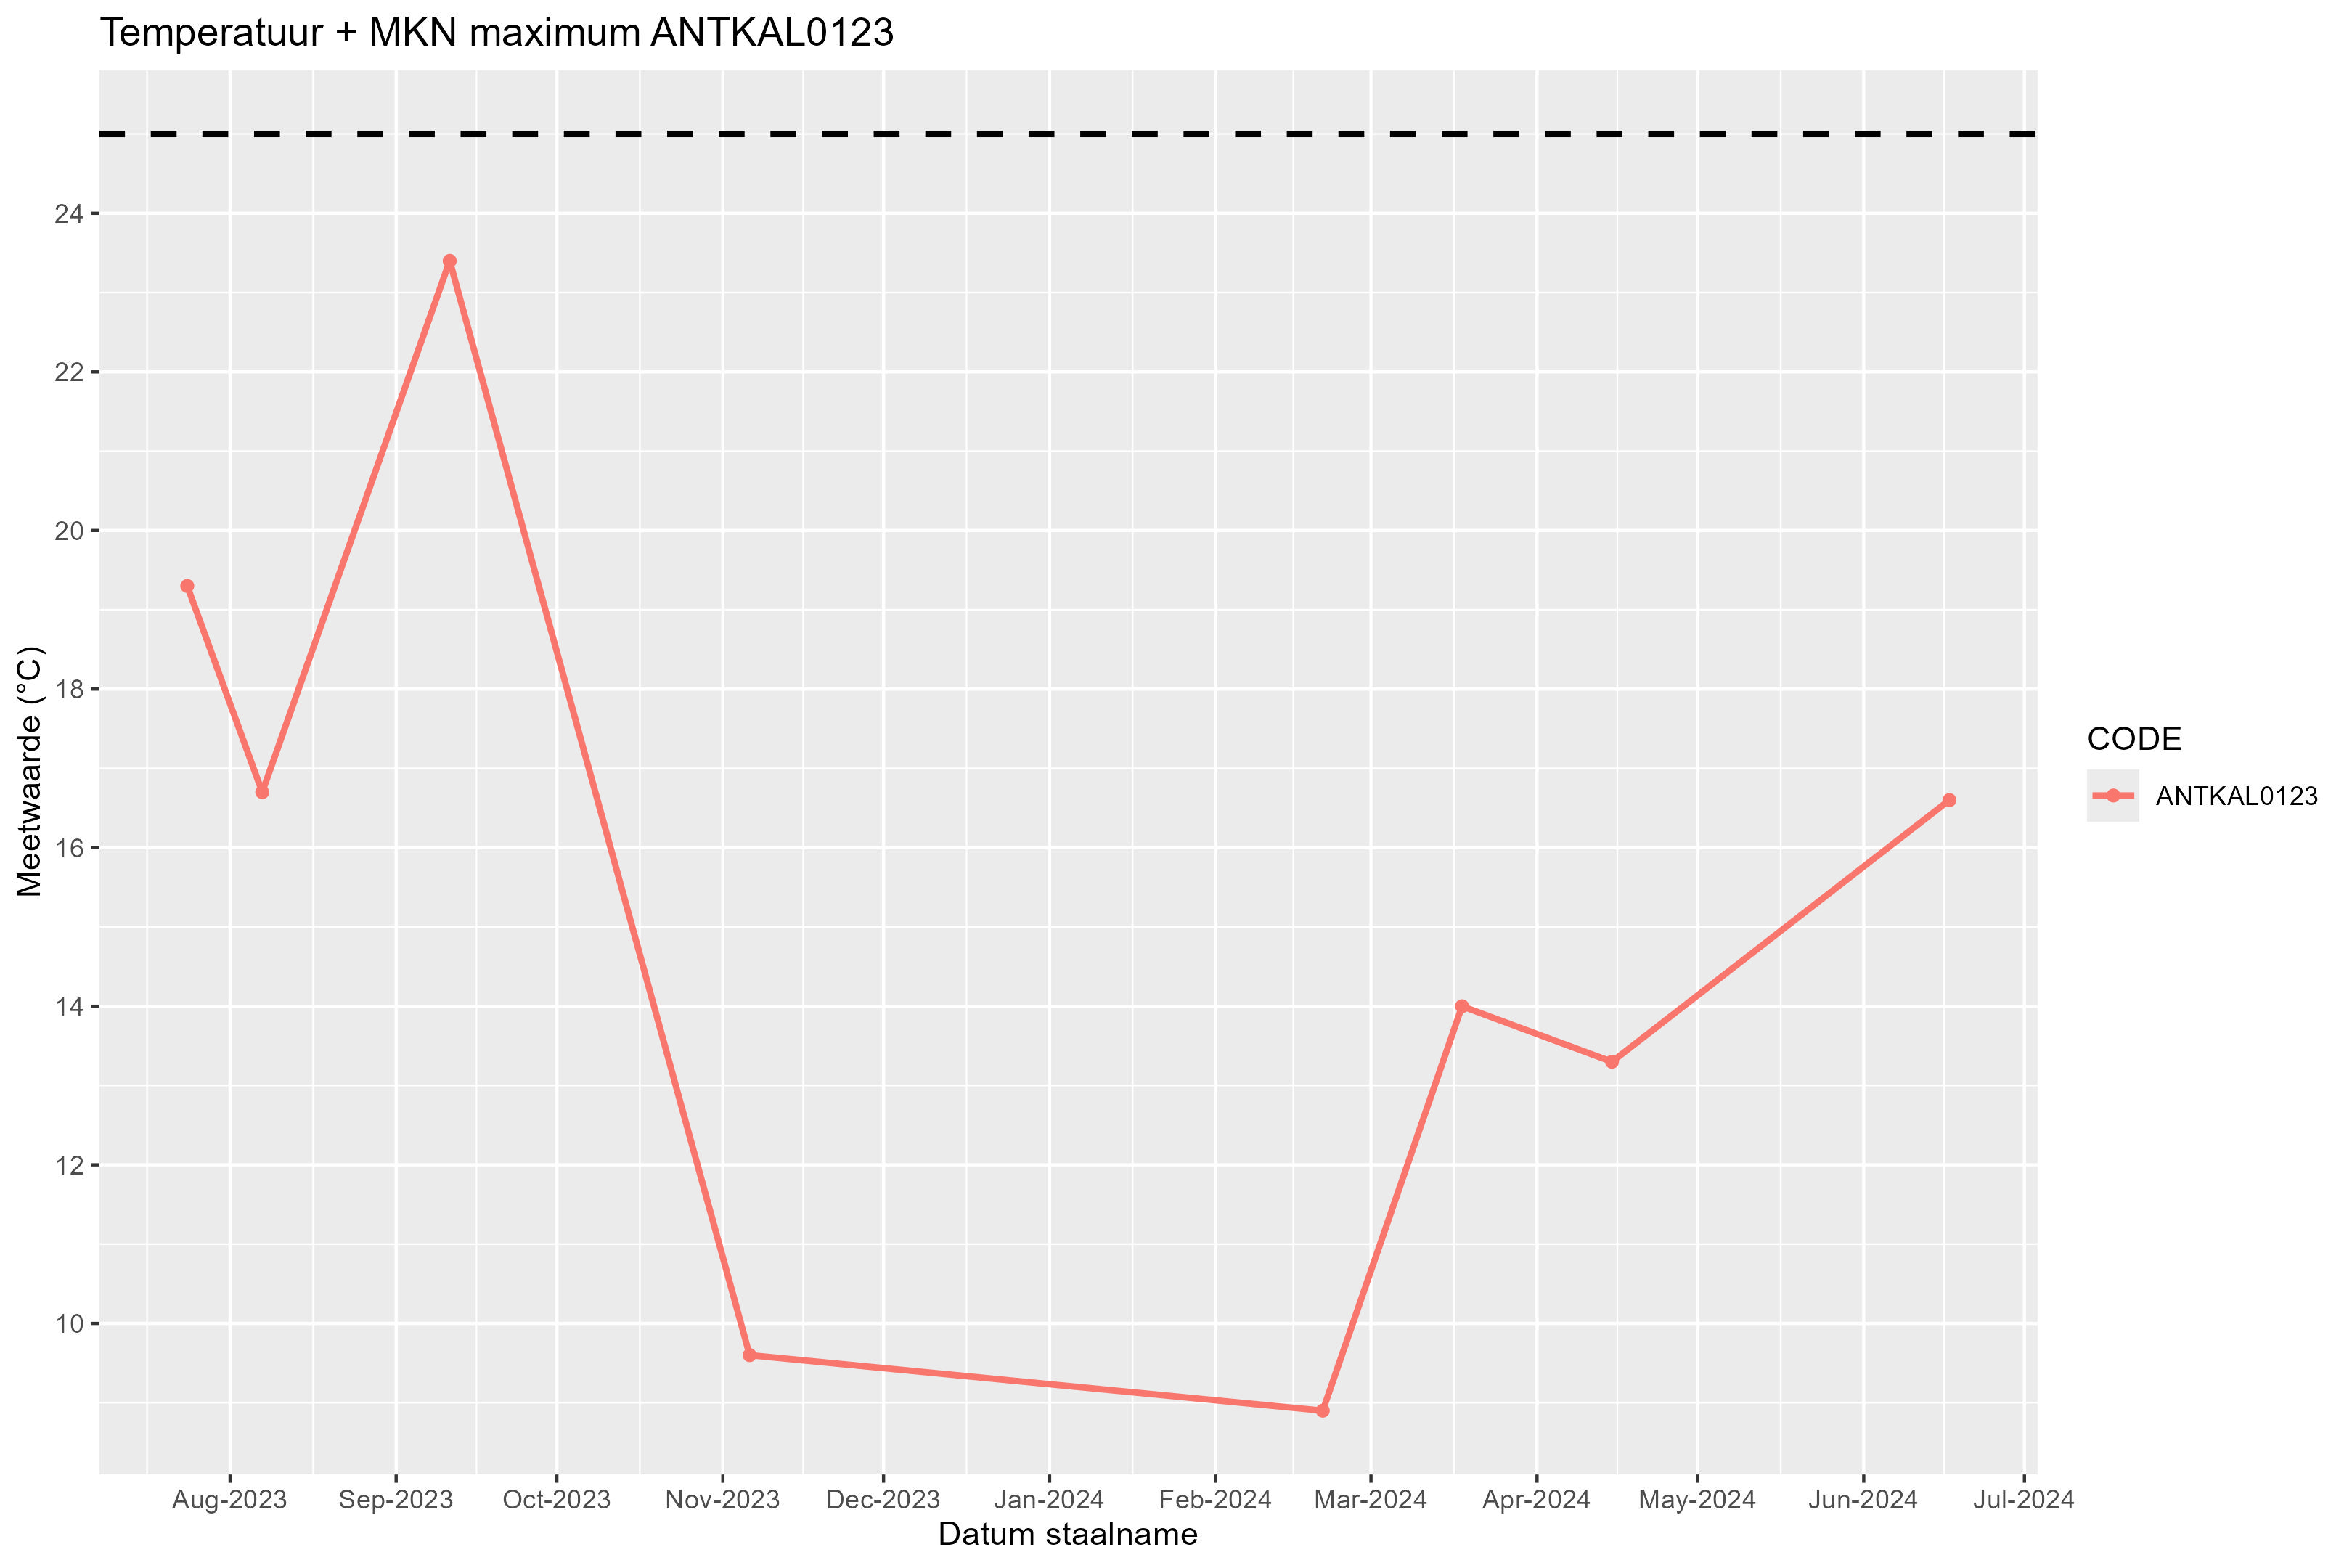 Temperatuur + MKN maximum ANTKAL0123
Meetwaarde (°C)
24
22
20
18
16
14
12
10
Aug-2023 Sep-2023 Oct-2023 Nov-2023 Dec-2023 Jan-2024 Feb-2024 Mar-2024 Apr-2024 May-2024 Jun-2024 Jul-2024
Datum staalname
CODE
ANTKAL0123